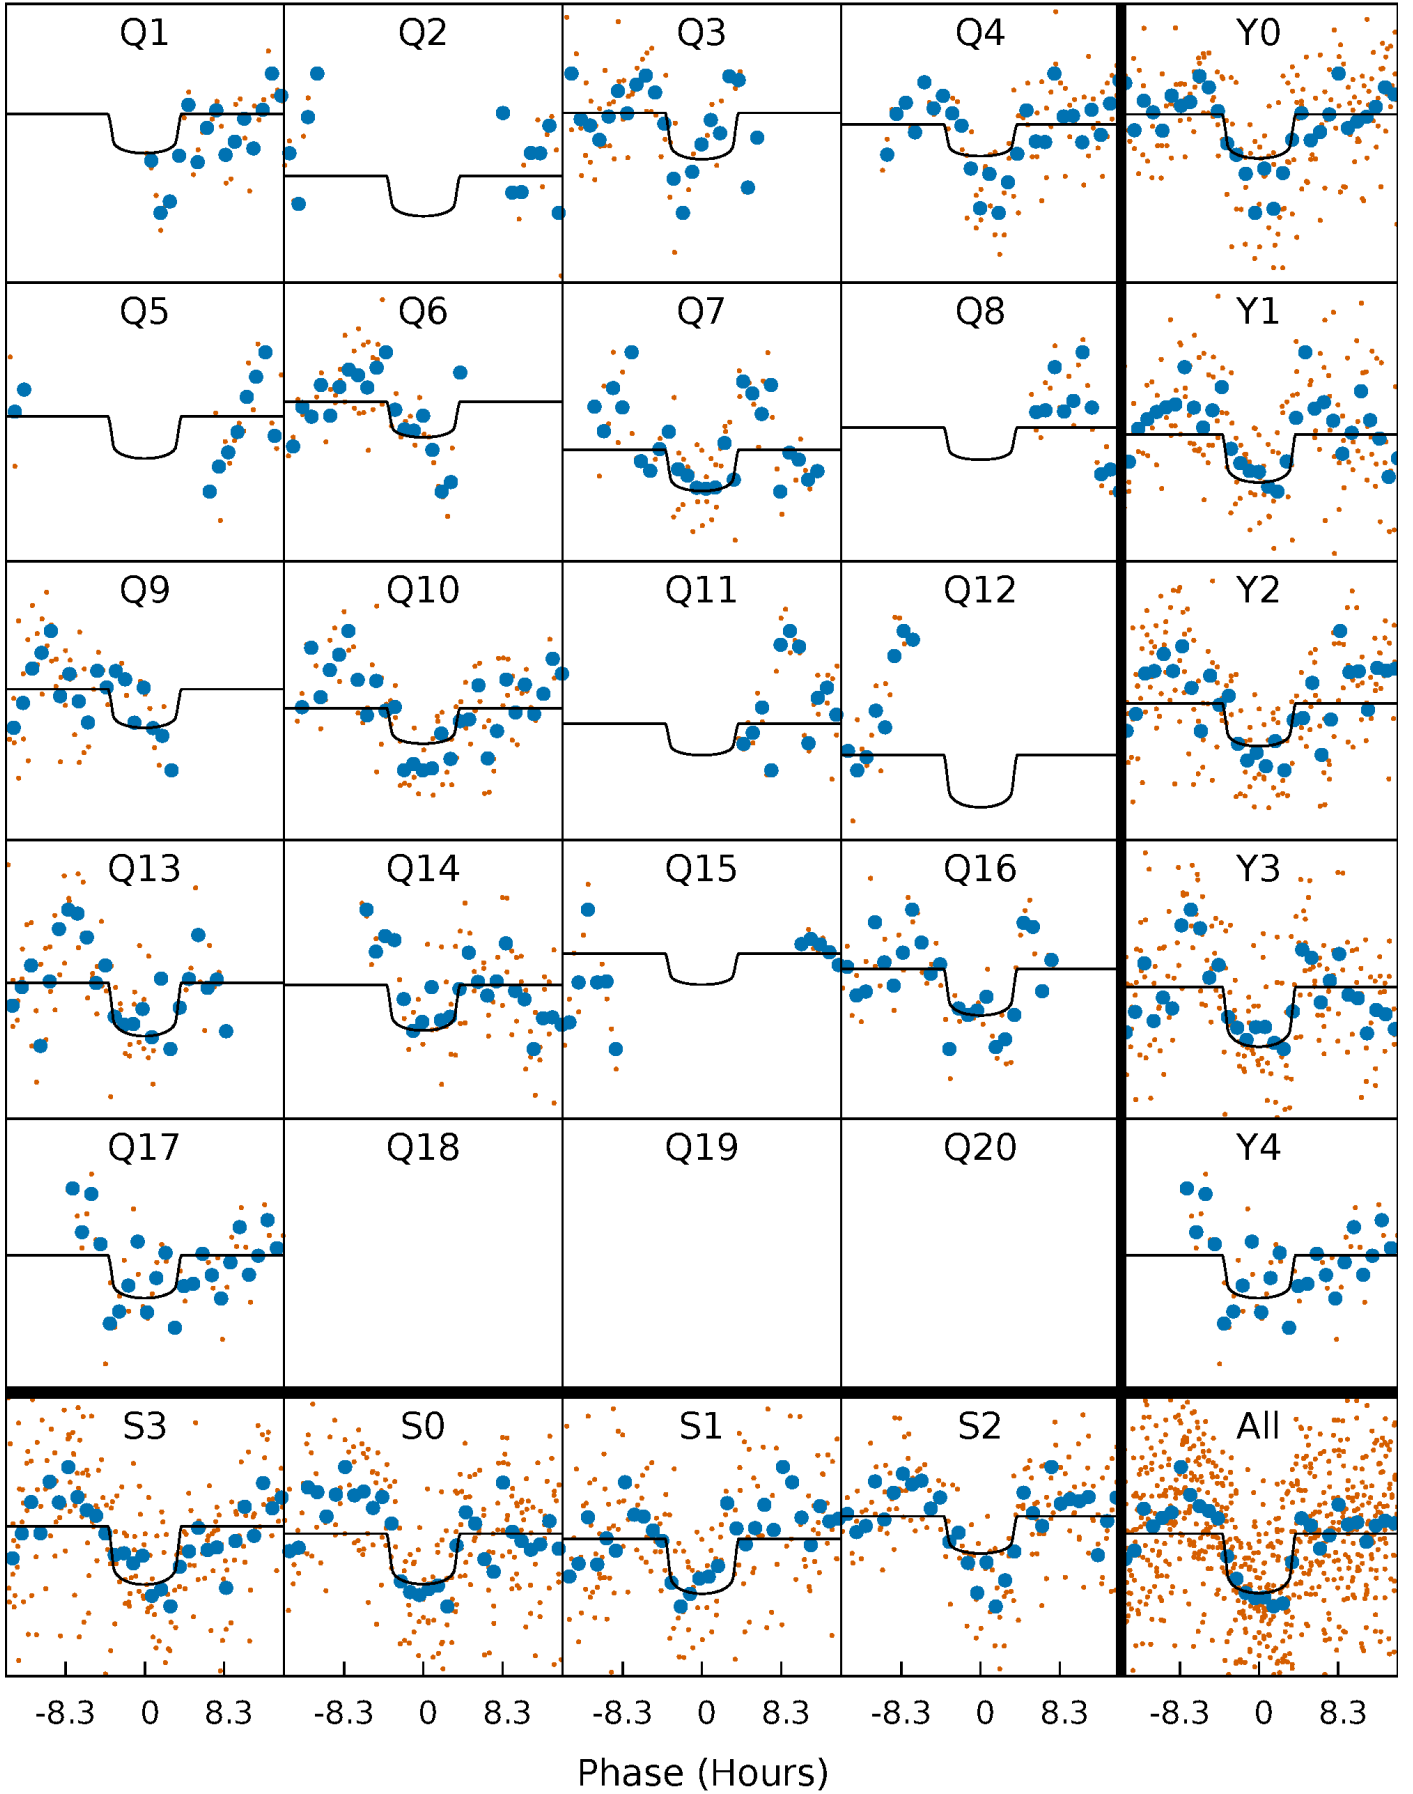 Q1 Q2 Q3 Q4 Y0
Q5 Q6 Q7 Q8 Y1
Q9 Q10 Q11 Q12 Y2
Q13 Q14 Q15 Q16 Y3
Q17 Q18 Q19 Q20 Y4
S3 S0 S1 S2 All
-8.3 0 8.3 -8.3 0 8.3 -8.3 0 8.3 -8.3 0 8.3 -8.3 0 8.3
Phase (Hours)